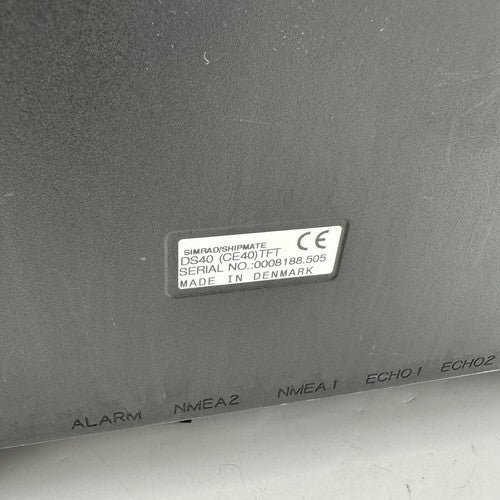 SIMRAD/SHIPMATE
DS40 (CE40)TFT CE
SERIAL NO.:0008188.505
MADE IN DENMARK
ALARM NMEA2 NMEA1 ECHO1 ECHO2